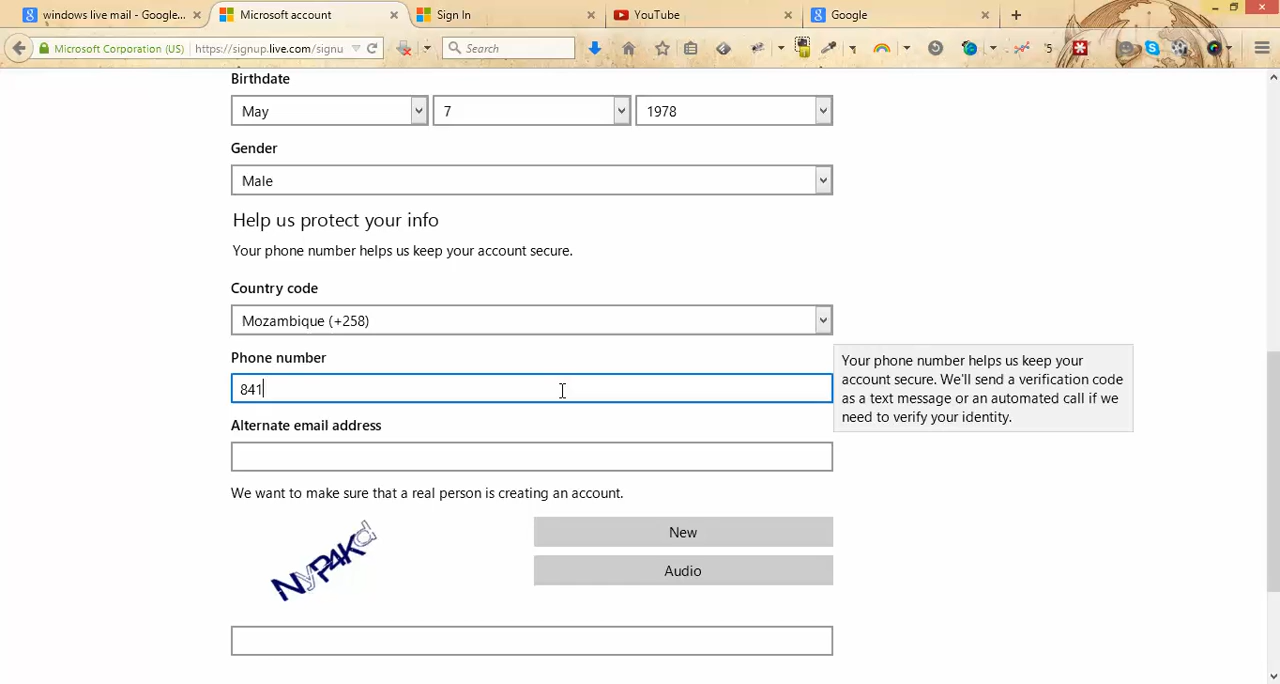 windows live mail - Google...
Microsoft account
Sign In
YouTube
Google
Microsoft Corporation (US)
https://signup.live.com/signu
Search
Birthdate
May
7
1978
Gender
Male
Help us protect your info
Your phone number helps us keep your account secure.
Country code
Mozambique (+258)
Phone number
841
Your phone number helps us keep your
account secure. We'll send a verification code
as a text message or an automated call if we
need to verify your identity.
Alternate email address
We want to make sure that a real person is creating an account.
NyP4Kd
New
Audio